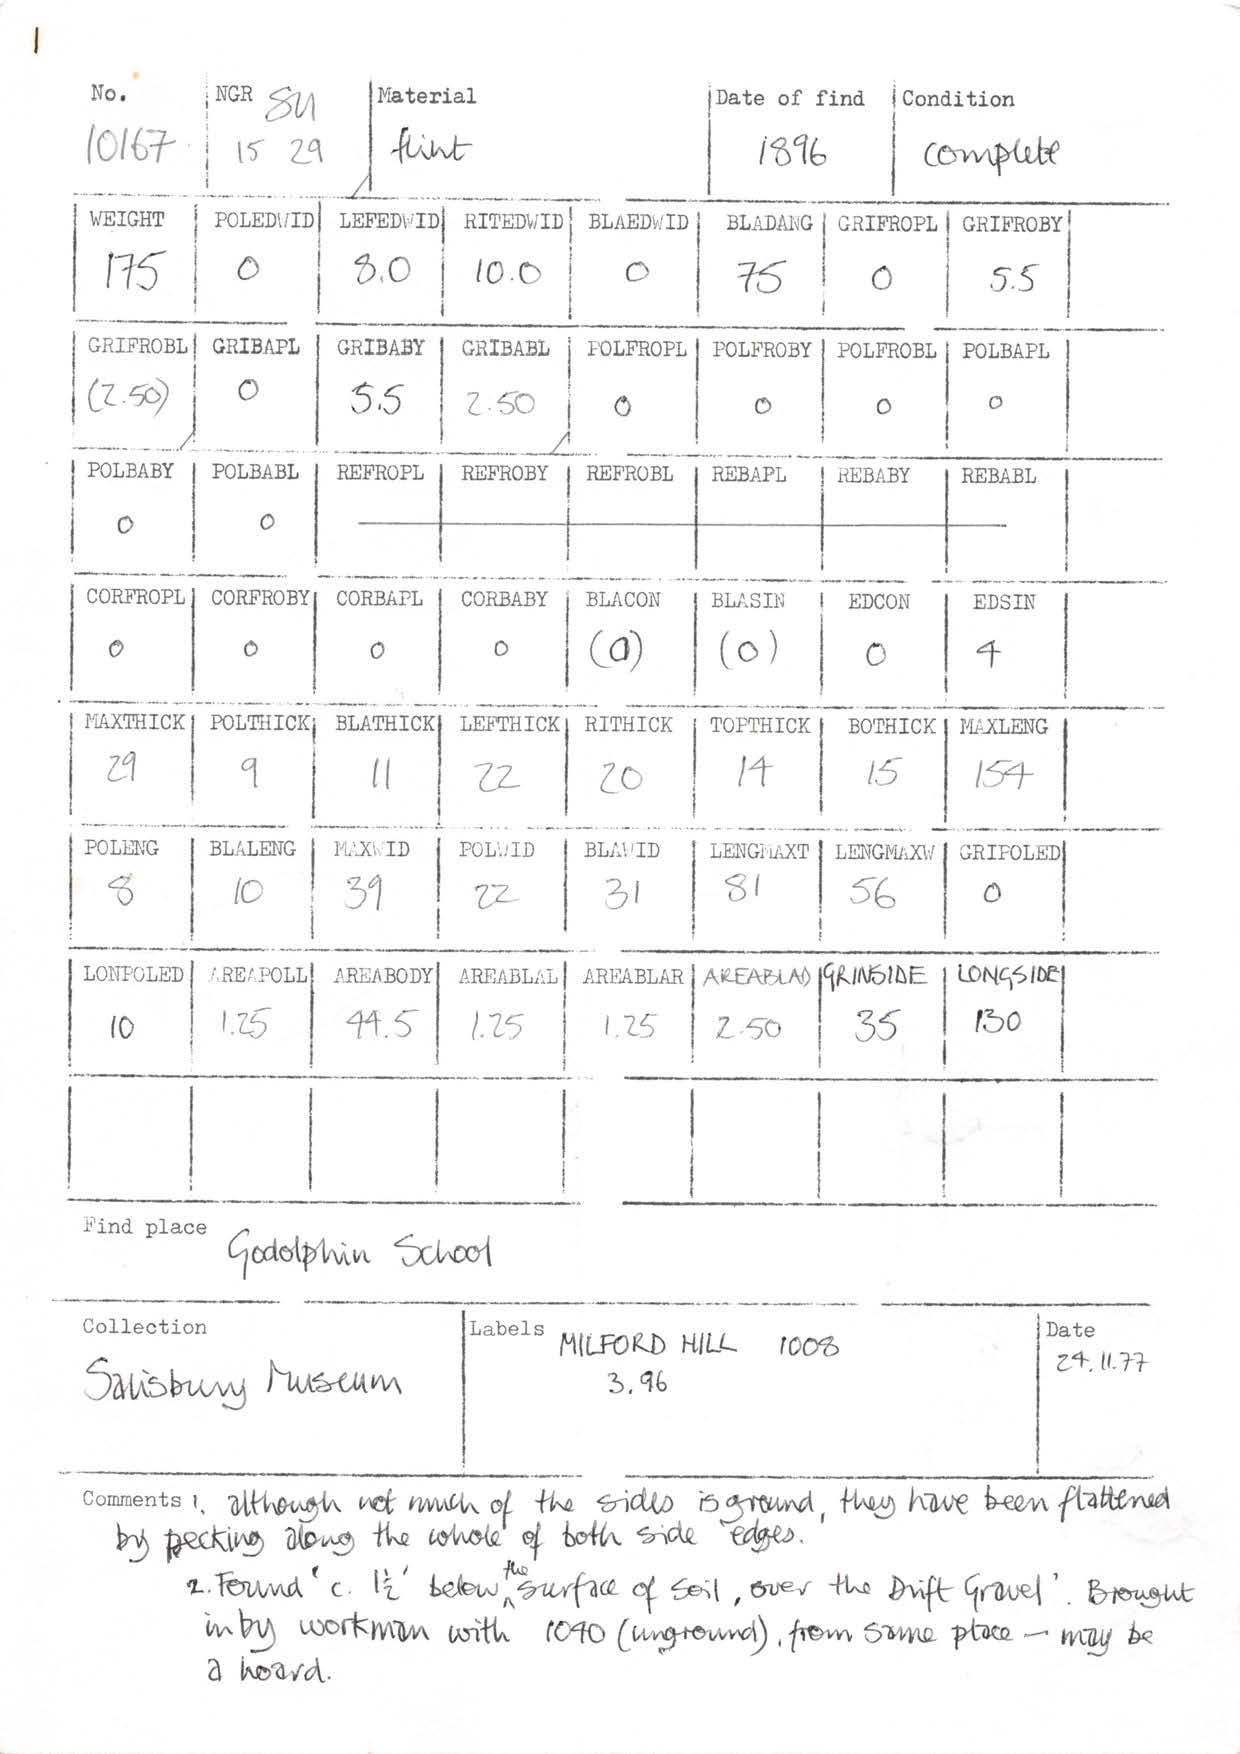 No. NGR SU Material Date of find Condition
10167 15 29 flint 1896 complete
WEIGHT POLEDWID LEFEDWID RITEDWID BLAEDWID BLADANG GRIFROPL GRIFROBY
175 0 8.0 10.0 0 75 0 5.5
GRIFROBL GRIBAPL GRIBABY GRIBABL POLFROPL POLFROBY POLFROBL POLBAPL
(2.50) 0 5.5 2.50 0 0 0 0
POLBABY POLBABL REFROPL REFROBY REFROBL REBAPL REBABY REBABL
0 0
CORFROPL CORFROBY CORBAPL CORBABY BLACON BLASIN EDCON EDSIN
0 0 0 0 (0) (0) 0 4
MAXTHICK POLTHICK BLATHICK LEFTHICK RITHICK TOPTHICK BOTHICK MAXLENG
29 9 11 22 20 14 15 154
POLENG BLALENG MAXWID POLWID BLAWID LENGMAXT LENGMAXW GRIPOLED
8 10 39 22 31 81 56 0
LONPOLED AREAPOLL AREABODY AREABLAL AREABLAR AREABLAD GRINSIDE LONGSIDE
10 1.25 44.5 1.25 1.25 2.50 35 130
Find place Godolphin School
Collection Labels MILFORD HILL 1008 Date
Salisbury Museum 3.96 24.11.77
Comments 1. although not much of the sides is ground, they have been flattened
by pecking along the whole of both side edges.
2. Found 'c. 1½' below the surface of soil, over the Drift Gravel'. Brought
in by workman with 1040 (unground), from same place - may be
a hoard.